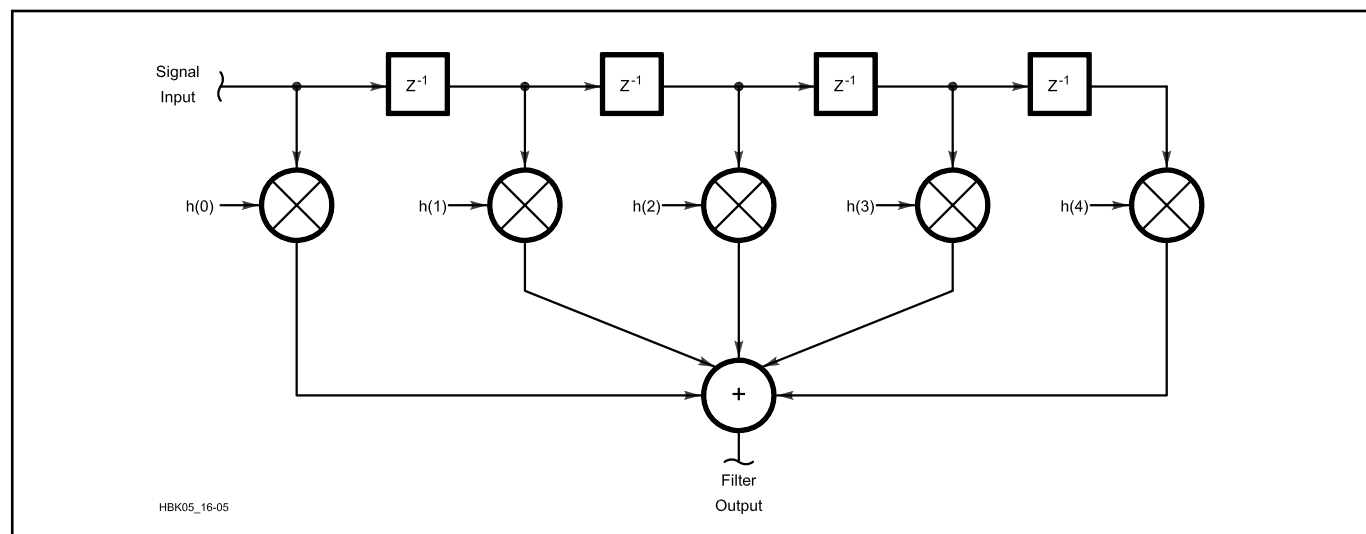 Signal
Input
Z-1
Z-1
Z-1
Z-1
h(0)
h(1)
h(2)
h(3)
h(4)
+
Filter
Output
HBK05_16-05